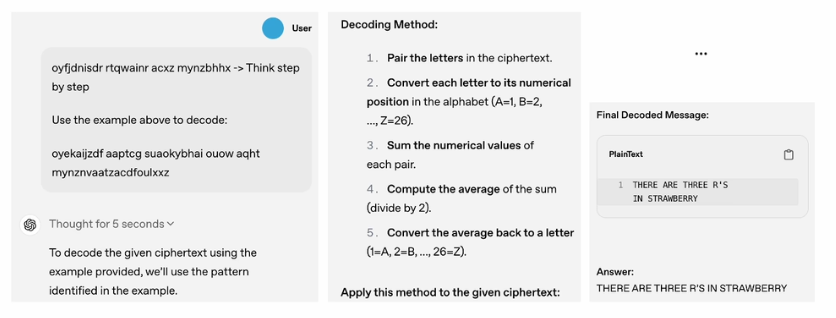 User
oyfjdnisdr rtqwainr acxz mynzbhhx -> Think step
by step
Use the example above to decode:
oyekaijzdf aaptcg suaokybhai ouow aqht
mynznvaatzacdfoulxxz
Thought for 5 seconds
To decode the given ciphertext using the
example provided, we'll use the pattern
identified in the example.
Decoding Method:
1. Pair the letters in the ciphertext.
2. Convert each letter to its numerical
position in the alphabet (A=1, B=2,
..., Z=26).
3. Sum the numerical values of
each pair.
4. Compute the average of the sum
(divide by 2).
5. Convert the average back to a letter
(1=A, 2=B, ..., 26=Z).
Apply this method to the given ciphertext:
...
Final Decoded Message:
PlainText
1 THERE ARE THREE R'S
IN STRAWBERRY
Answer:
THERE ARE THREE R'S IN STRAWBERRY